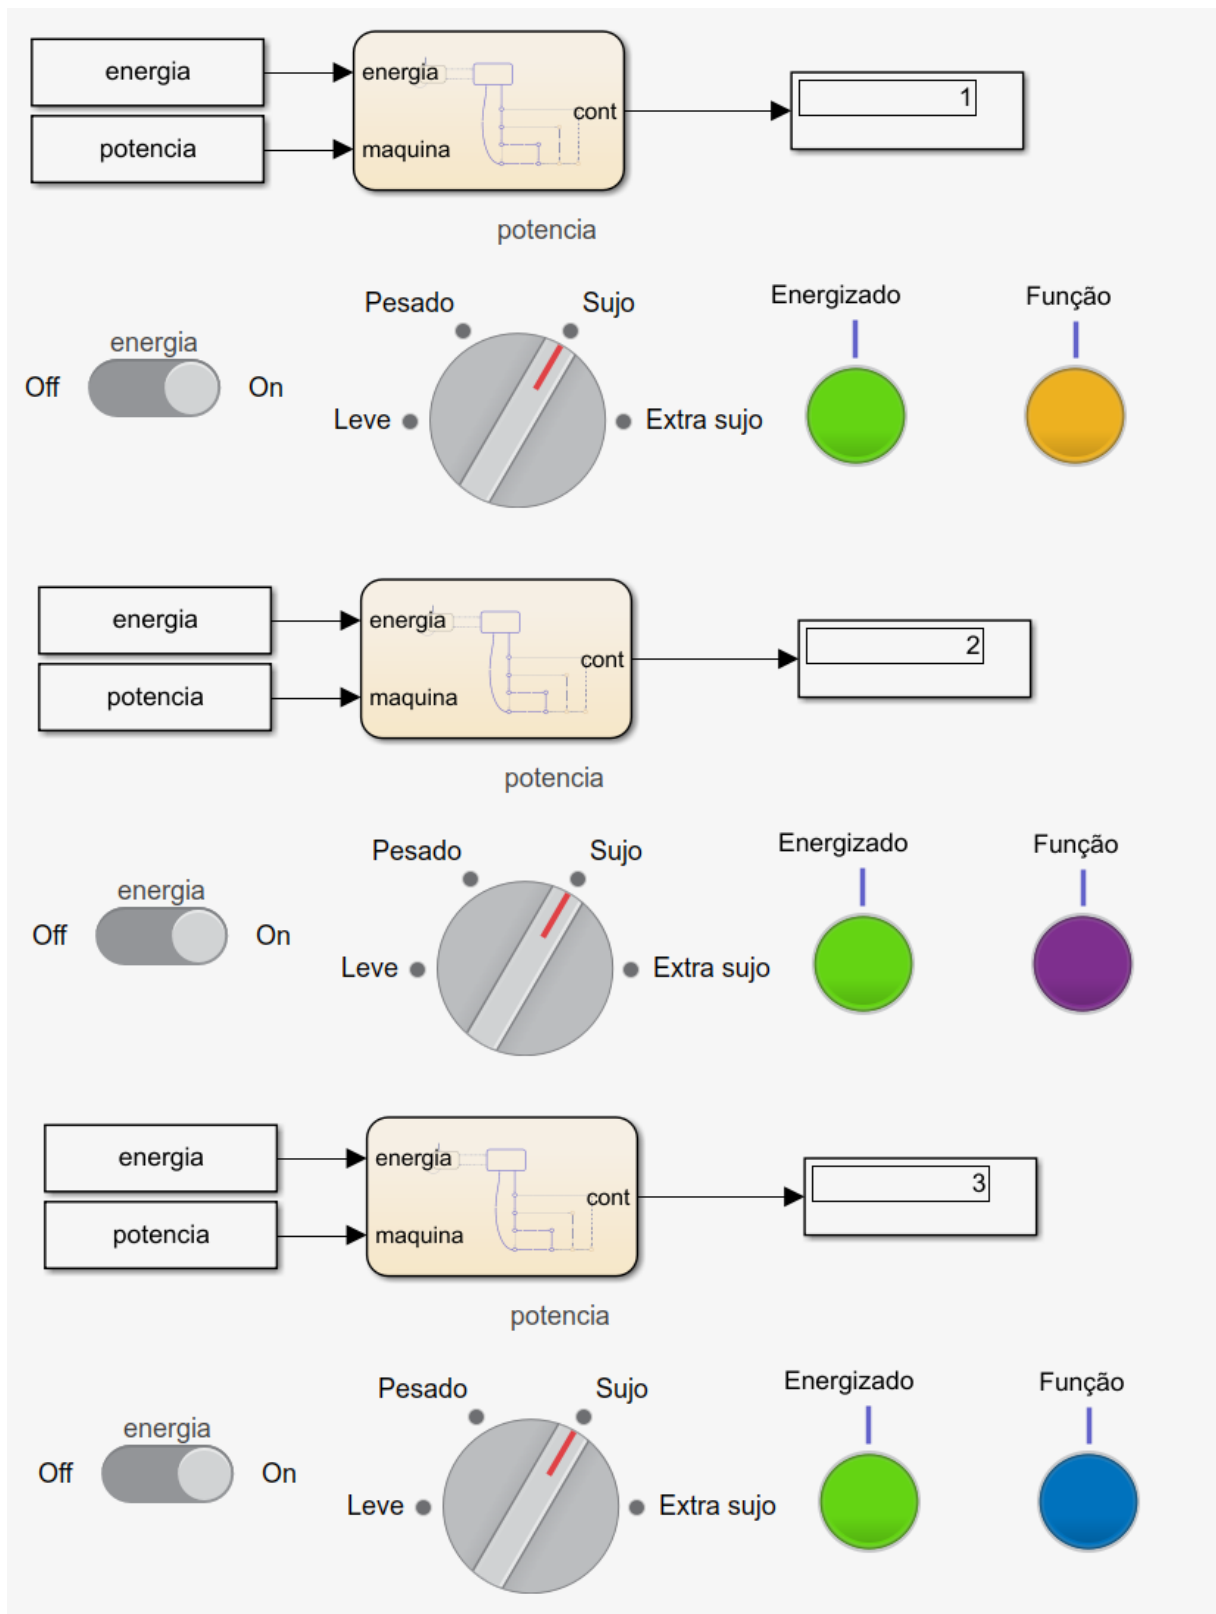 energia
energia
1
cont
potencia
maquina
potencia
Pesado
Sujo
Energizado
Função
energia
Off
On
Leve
Extra sujo
energia
energia
2
cont
potencia
maquina
potencia
Pesado
Sujo
Energizado
Função
energia
Off
On
Leve
Extra sujo
energia
energia
3
cont
potencia
maquina
potencia
Pesado
Sujo
Energizado
Função
energia
Off
On
Leve
Extra sujo